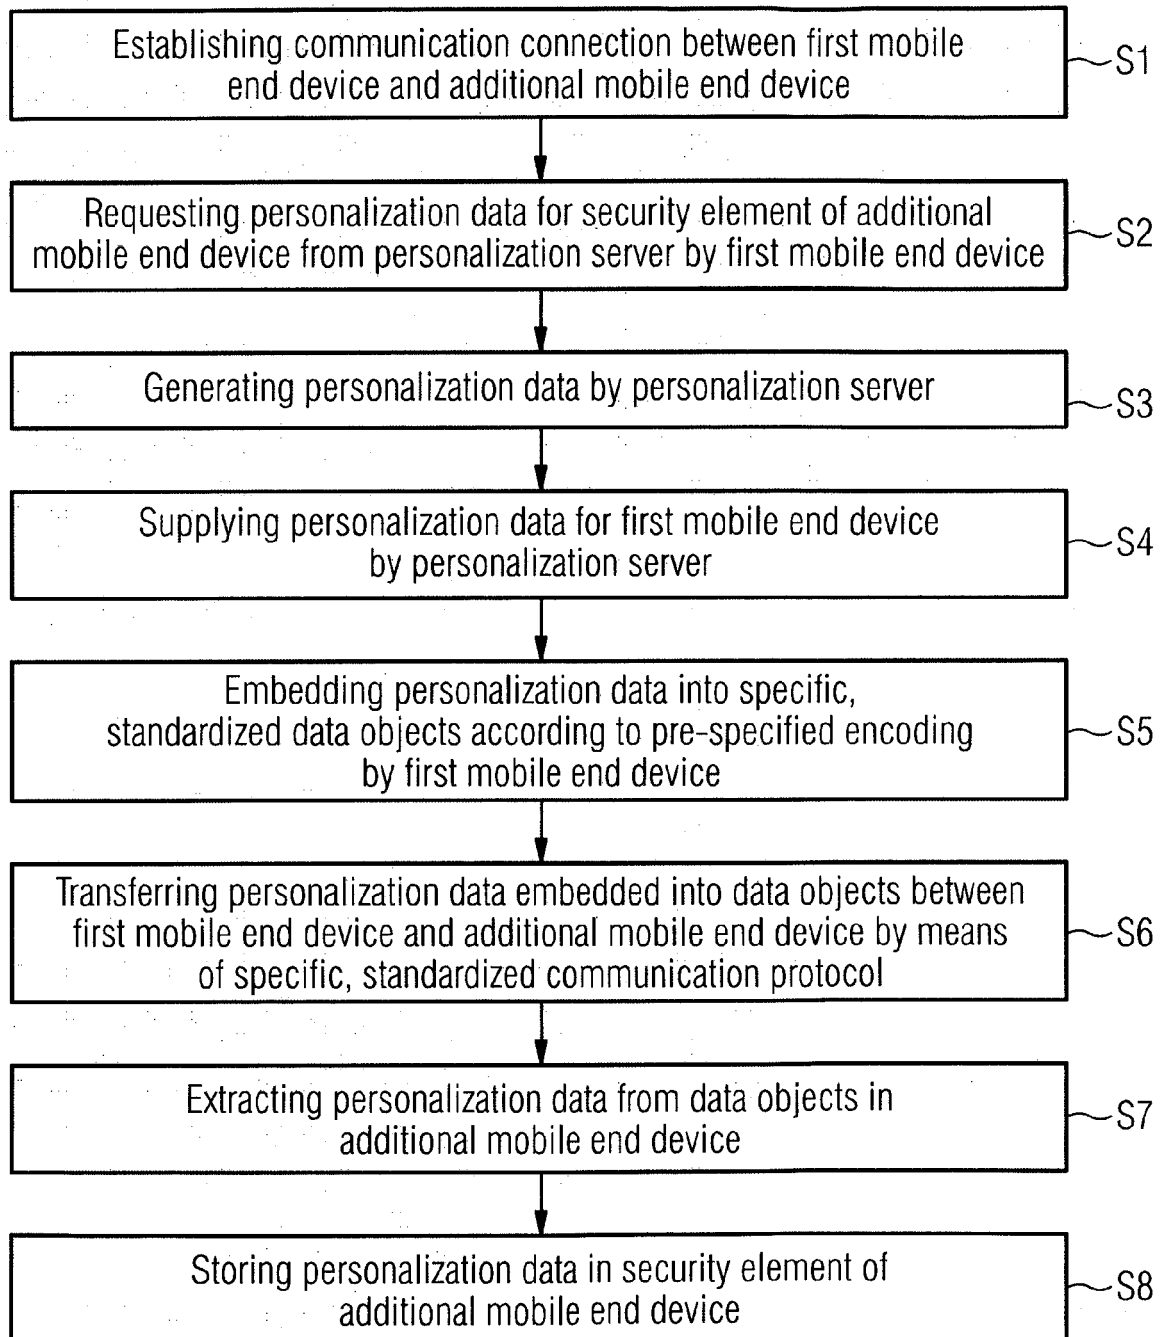 Establishing communication connection between first mobile
end device and additional mobile end device
S1
Requesting personalization data for security element of additional
mobile end device from personalization server by first mobile end device
S2
Generating personalization data by personalization server
S3
Supplying personalization data for first mobile end device
by personalization server
S4
Embedding personalization data into specific,
standardized data objects according to pre-specified encoding
by first mobile end device
S5
Transferring personalization data embedded into data objects between
first mobile end device and additional mobile end device by means
of specific, standardized communication protocol
S6
Extracting personalization data from data objects in
additional mobile end device
S7
Storing personalization data in security element of
additional mobile end device
S8